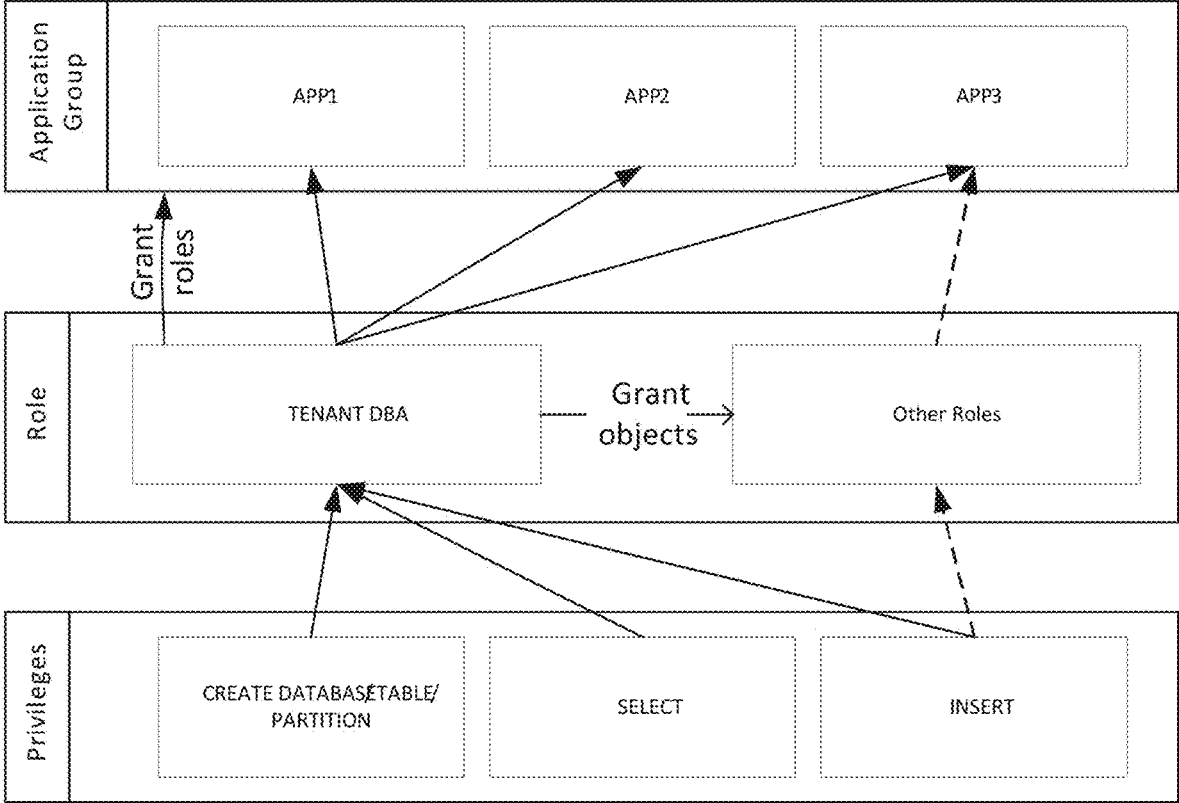 Application
Group
APP1
APP2
APP3
Grant
roles
Role
TENANT DBA
Grant
objects
Other Roles
Privileges
CREATE DATABASE/TABLE/
PARTITION
SELECT
INSERT